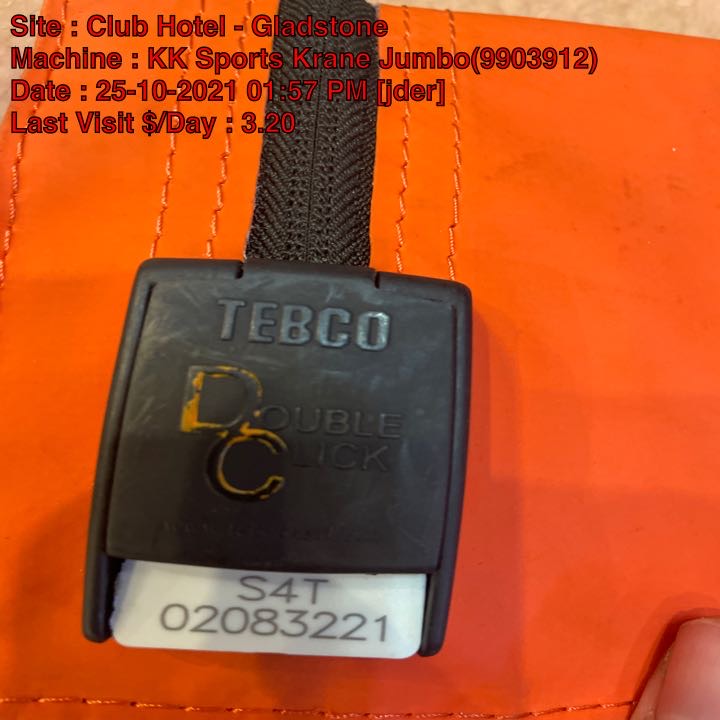 Site : Club Hotel - Gladstone
Machine : KK Sports Krane Jumbo(9903912)
Date : 25-10-2021 01:57 PM [jder]
Last Visit $/Day : 3.20
TEBCO
DOUBLE
CLICK
S4T
02083221